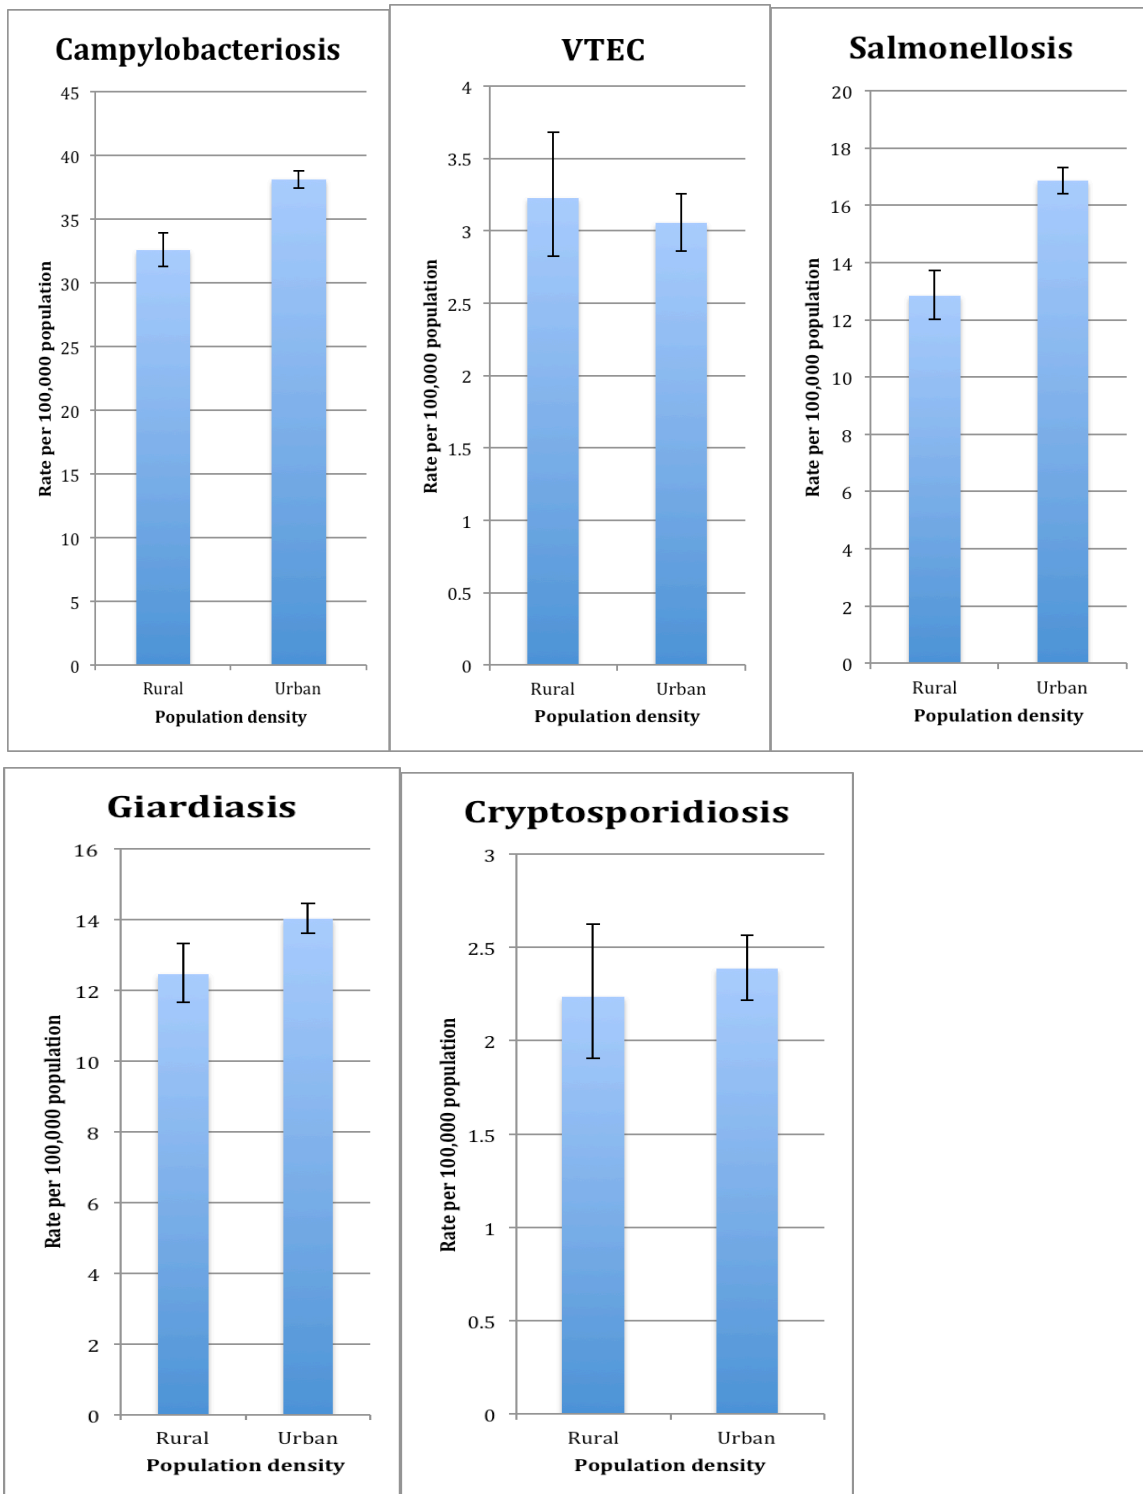 Campylobacteriosis
45
40
35
30
25
20
15
10
5
0
Rate per 100,000 population
Rural Urban
Population density
VTEC
4
3.5
3
2.5
2
1.5
1
0.5
0
Rate per 100,000 population
Rural Urban
Population density
Salmonellosis
20
18
16
14
12
10
8
6
4
2
0
Rate per 100,000 population
Rural Urban
Population density
Giardiasis
16
14
12
10
8
6
4
2
0
Rate per 100,000 population
Rural Urban
Population density
Cryptosporidiosis
3
2.5
2
1.5
1
0.5
0
Rate per 100,000 population
Rural Urban
Population density